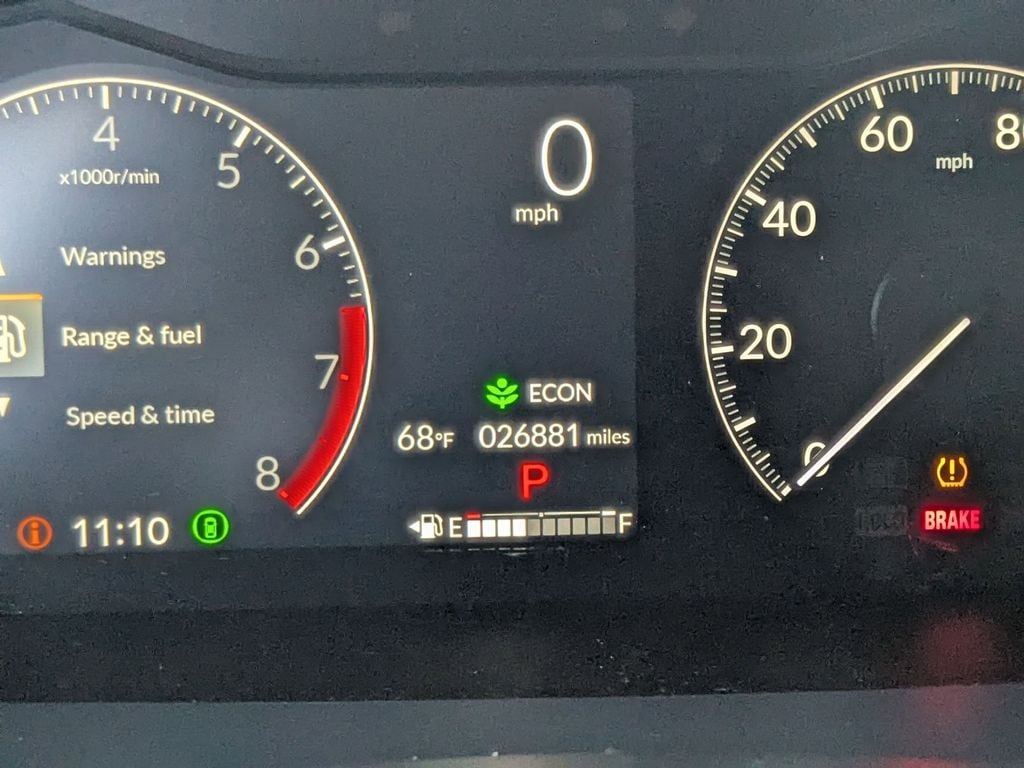 4
x1000r/min
5
6
7
8
Warnings
Range & fuel
Speed & time
11:10
0
mph
ECON
68°F 026881 miles
P
E F
80
60
mph
40
20
0
BRAKE